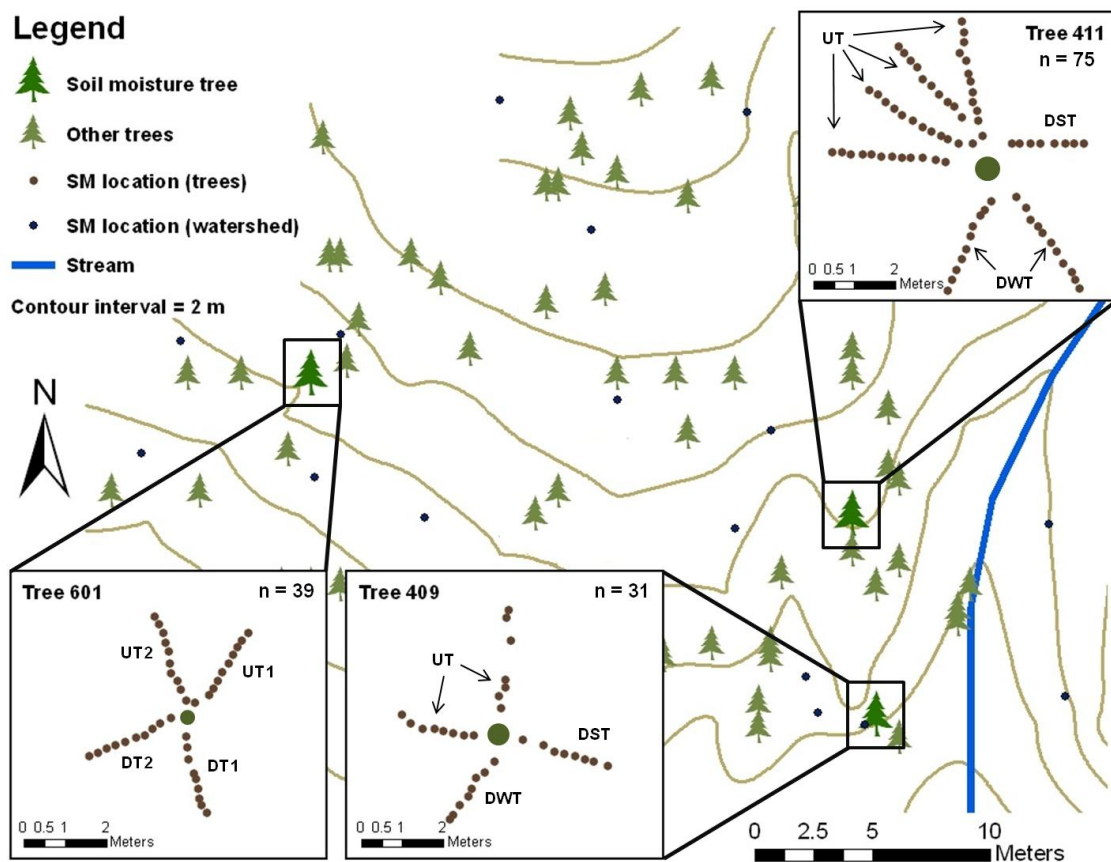 Legend
Soil moisture tree
Other trees
SM location (trees)
SM location (watershed)
Stream
Contour interval = 2 m
N
UT
Tree 411
n = 75
DST
DWT
0 0.5 1 2
Meters
Tree 601
n = 39
UT2
UT1
DT2
DT1
0 0.5 1 2
Meters
Tree 409
n = 31
UT
DST
DWT
0 0.5 1 2
Meters
0 2.5 5 10
Meters